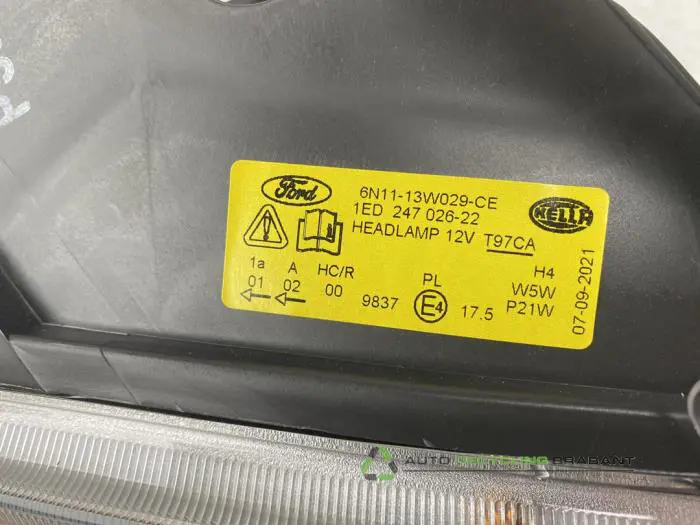 Ford
6N11-13W029-CE
1ED 247 026-22
HEADLAMP 12V T97CA
HELLA
1a A HC/R PL H4
01 02 00 9837 E4 17.5 W5W
P21W
07-09-2021
AUTO RECYCLING BRABANT